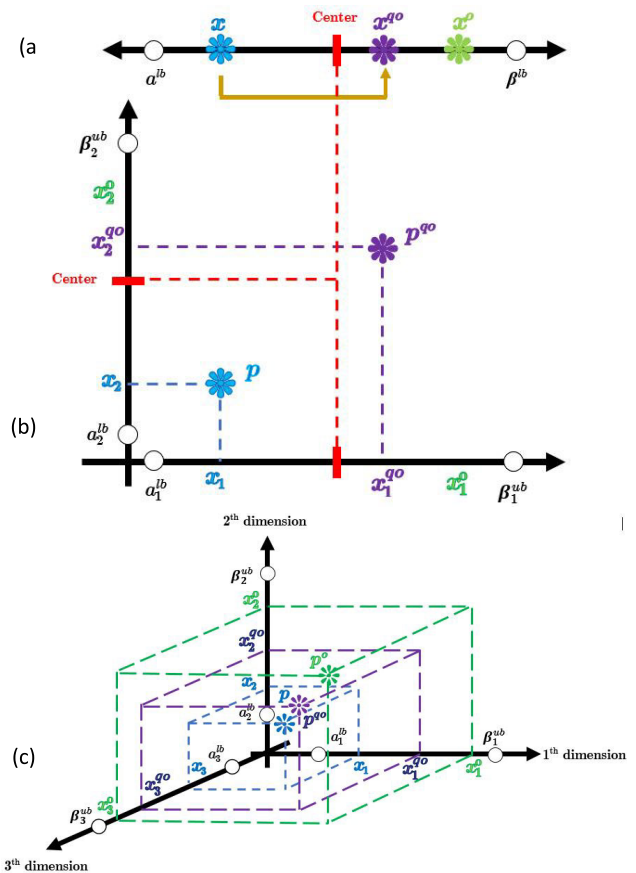 (a)
x Center x^{qo} x^{o}
a^{lb} β^{lb}
β_2^{ub}
x_2^{o}
x_2^{qo} p^{qo}
Center
x_2 p
(b)
a_2^{lb}
a_1^{lb} x_1 x_1^{qo} x_1^{o} β_1^{ub}
2^{th} dimension
β_2^{ub}
x_2^{o}
x_2^{qo} p^{o}
x_2 p
a_2^{lb} p^{qo}
(c)
a_3^{lb} a_1^{lb} β_1^{ub} 1^{th} dimension
x_3 x_1 x_1^{qo} x_1^{o}
x_3^{qo}
x_3^{o}
β_3^{ub}
3^{th} dimension